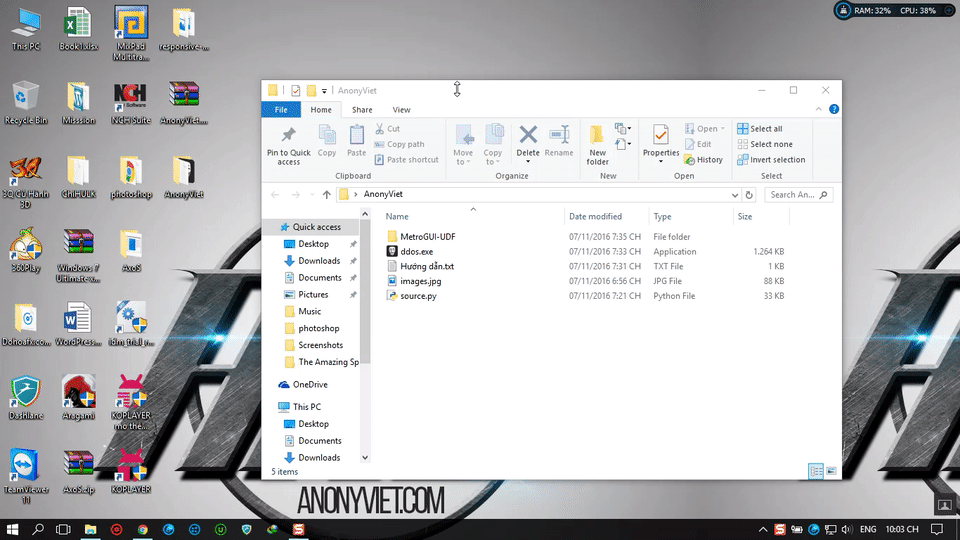 RAM: 32% CPU: 38%
This PC
Book1.xlsx
MixPad Multitra...
responsive-...
Recycle Bin
Misssion
NCH Suite
AnonyViet....
3Q Củ Hành 3D
ChiHULK
photoshop
AnonyViet
360Play
Windows 7 Ultimate-x...
AxoS
WordPress...
idm_trial_r...
Dashlane
Aragami
KOPLAYER mo the...
TeamViewer 11
AxoS.zip
KOPLAYER
AnonyViet
File Home Share View
Pin to Quick access
Copy
Paste
Cut
Copy path
Paste shortcut
Clipboard
Move to
Copy to
Delete
Rename
Organize
New folder
New
Properties
Open
Edit
History
Open
Select all
Select none
Invert selection
Select
AnonyViet
Search An...
Quick access
Desktop
Downloads
Documents
Pictures
Music
photoshop
Screenshots
The Amazing Sp
OneDrive
This PC
Desktop
Documents
Downloads
Name Date modified Type Size
MetroGUI-UDF 07/11/2016 7:35 CH File folder
ddos.exe 07/11/2016 7:33 CH Application 1.264 KB
Hướng dẫn.txt 07/11/2016 7:31 CH TXT File 1 KB
images.jpg 07/11/2016 6:56 CH JPG File 88 KB
source.py 07/11/2016 7:21 CH Python File 33 KB
5 items
ANONYVIET.COM
ENG 10:03 CH